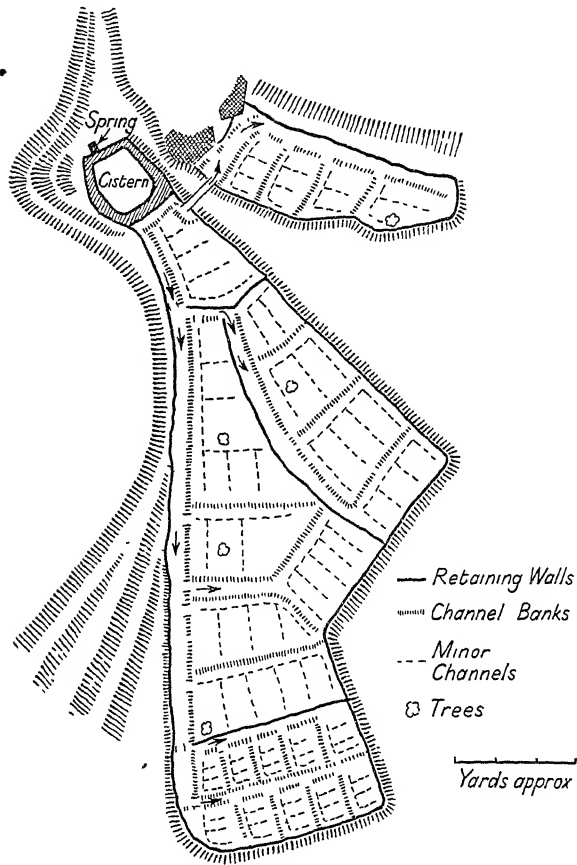 Spring
Cistern
Retaining Walls
Channel Banks
Minor
Channels
Trees
Yards approx